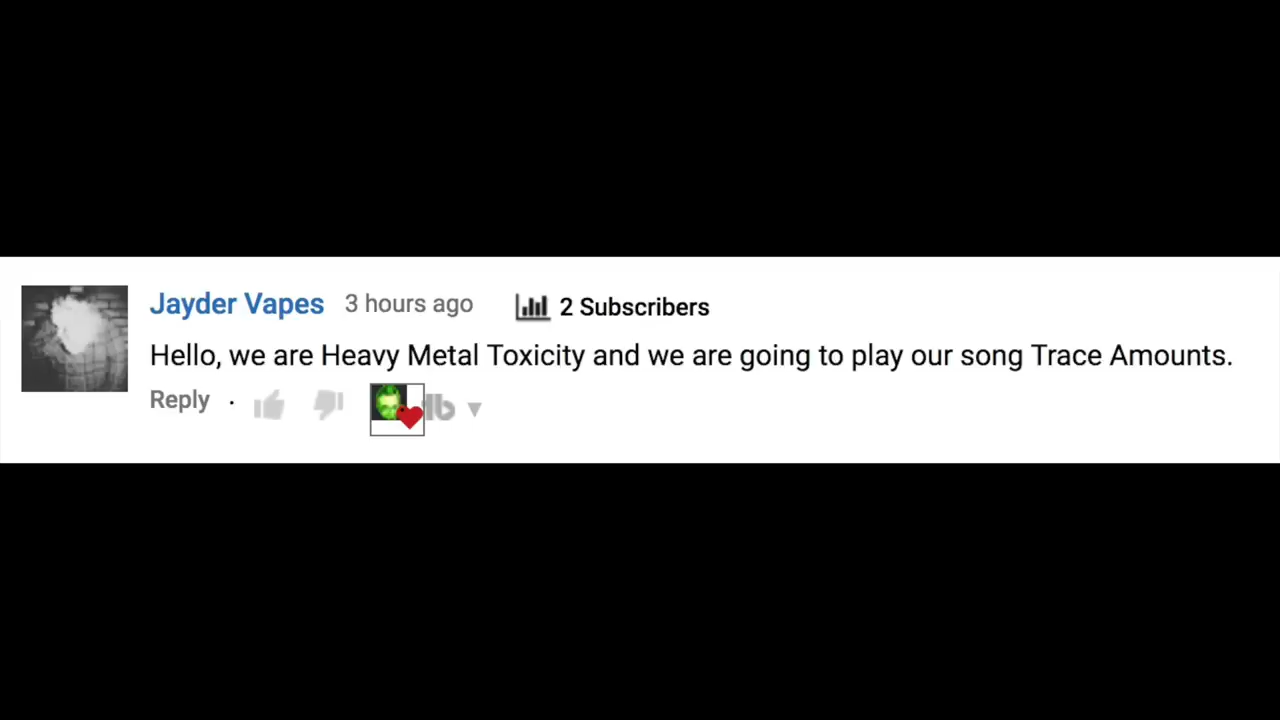 Jayder Vapes 3 hours ago 2 Subscribers
Hello, we are Heavy Metal Toxicity and we are going to play our song Trace Amounts.
Reply · lb ▼